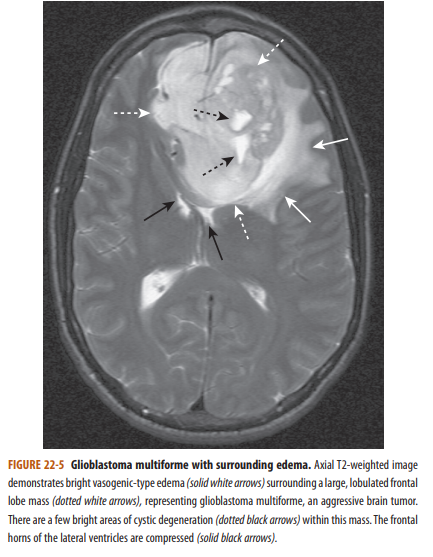 FIGURE 22-5 Glioblastoma multiforme with surrounding edema. Axial T2-weighted image
demonstrates bright vasogenic-type edema (solid white arrows) surrounding a large, lobulated frontal
lobe mass (dotted white arrows), representing glioblastoma multiforme, an aggressive brain tumor.
There are a few bright areas of cystic degeneration (dotted black arrows) within this mass. The frontal
horns of the lateral ventricles are compressed (solid black arrows).